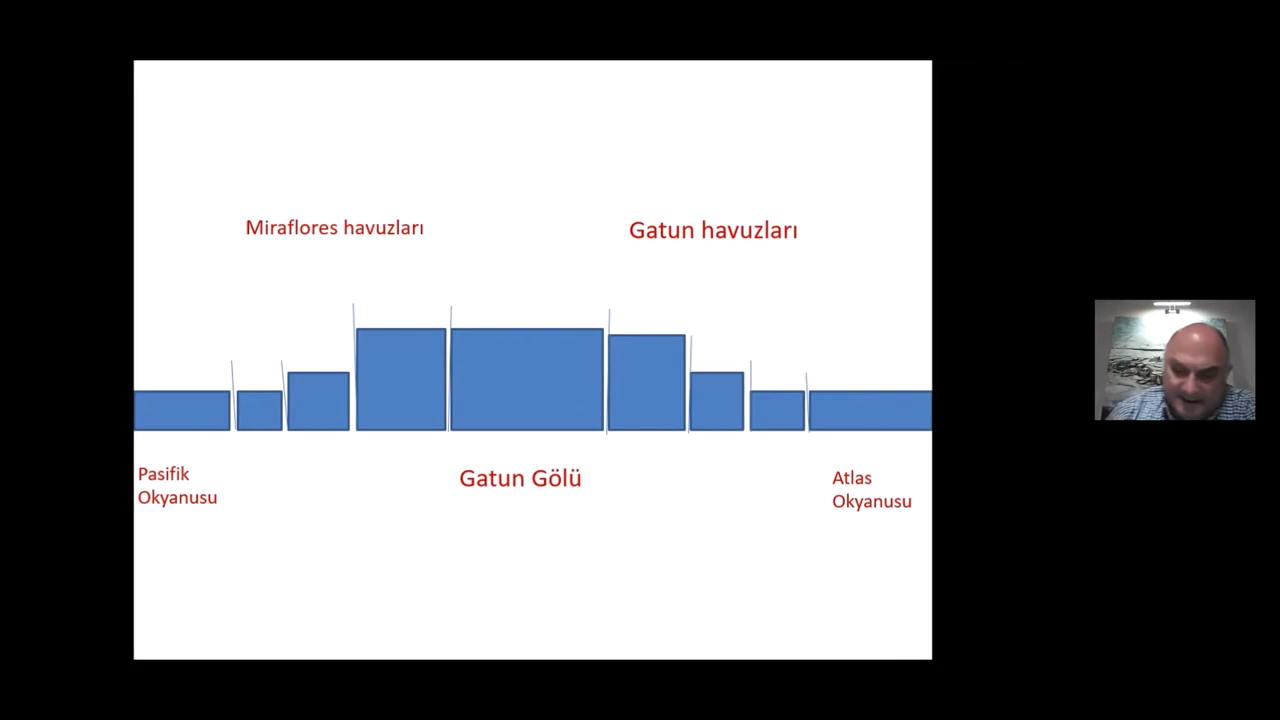 Miraflores havuzları
Gatun havuzları
Pasifik
Okyanusu
Gatun Gölü
Atlas
Okyanusu